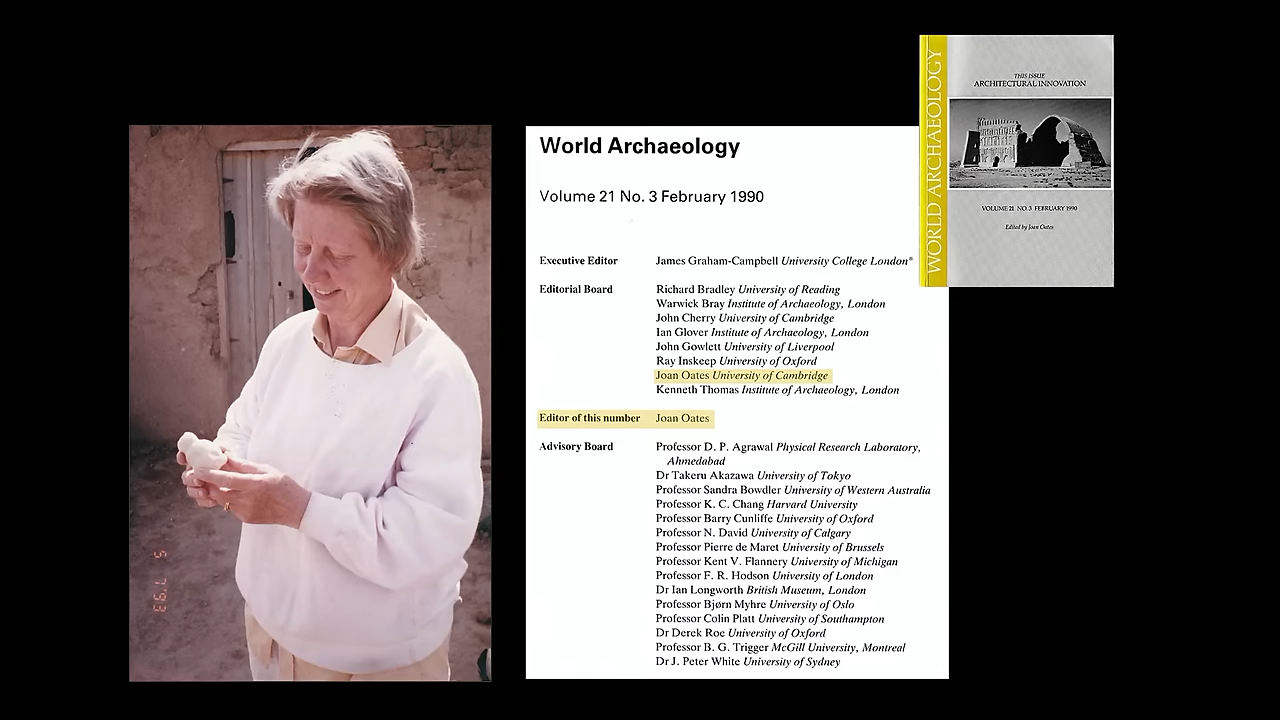 World Archaeology
Volume 21 No. 3 February 1990
Executive Editor James Graham-Campbell University College London*
Editorial Board Richard Bradley University of Reading
Warwick Bray Institute of Archaeology, London
John Cherry University of Cambridge
Ian Glover Institute of Archaeology, London
John Gowlett University of Liverpool
Ray Inskeep University of Oxford
Joan Oates University of Cambridge
Kenneth Thomas Institute of Archaeology, London
Editor of this number Joan Oates
Advisory Board Professor D. P. Agrawal Physical Research Laboratory,
Ahmedabad
Dr Takeru Akazawa University of Tokyo
Professor Sandra Bowdler University of Western Australia
Professor K. C. Chang Harvard University
Professor Barry Cunliffe University of Oxford
Professor N. David University of Calgary
Professor Pierre de Maret University of Brussels
Professor Kent V. Flannery University of Michigan
Professor F. R. Hodson University of London
Dr Ian Longworth British Museum, London
Professor Bjørn Myhre University of Oslo
Professor Colin Platt University of Southampton
Dr Derek Roe University of Oxford
Professor B. G. Trigger McGill University, Montreal
Dr J. Peter White University of Sydney
WORLD ARCHAEOLOGY
THIS ISSUE
ARCHITECTURAL INNOVATION
VOLUME 21 NO. 3 FEBRUARY 1990
Edited by Joan Oates
5 7'93